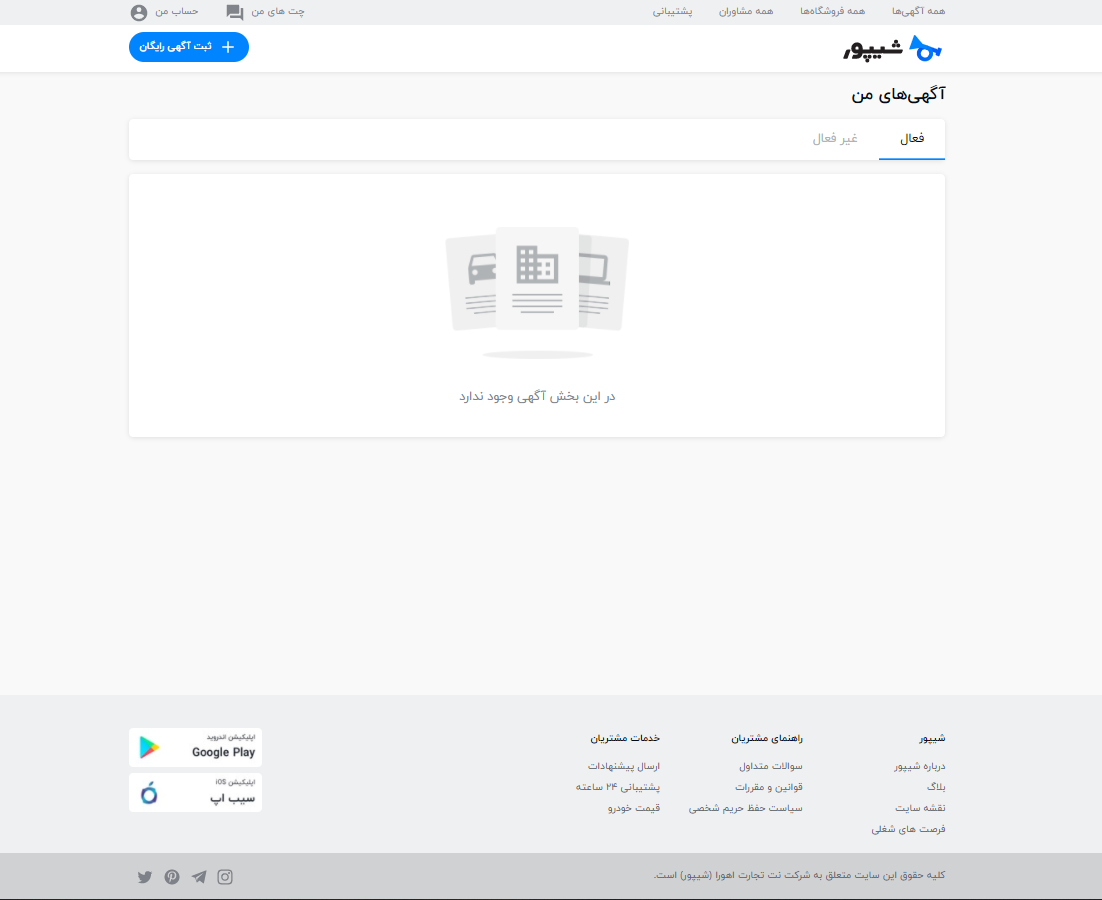 همه آگهی‌ها
همه فروشگاه‌ها
همه مشاوران
پشتیبانی
چت های من
حساب من
شیپور
ثبت آگهی رایگان
آگهی‌های من
فعال
غیر فعال
در این بخش آگهی وجود ندارد
شیپور
درباره شیپور
بلاگ
نقشه سایت
فرصت های شغلی
راهنمای مشتریان
سوالات متداول
قوانین و مقررات
سیاست حفظ حریم شخصی
خدمات مشتریان
ارسال پیشنهادات
پشتیبانی ۲۴ ساعته
قیمت خودرو
اپلیکیشن اندروید
Google Play
اپلیکیشن iOS
سیب اپ
کلیه حقوق این سایت متعلق به شرکت نت تجارت اهورا (شیپور) است.